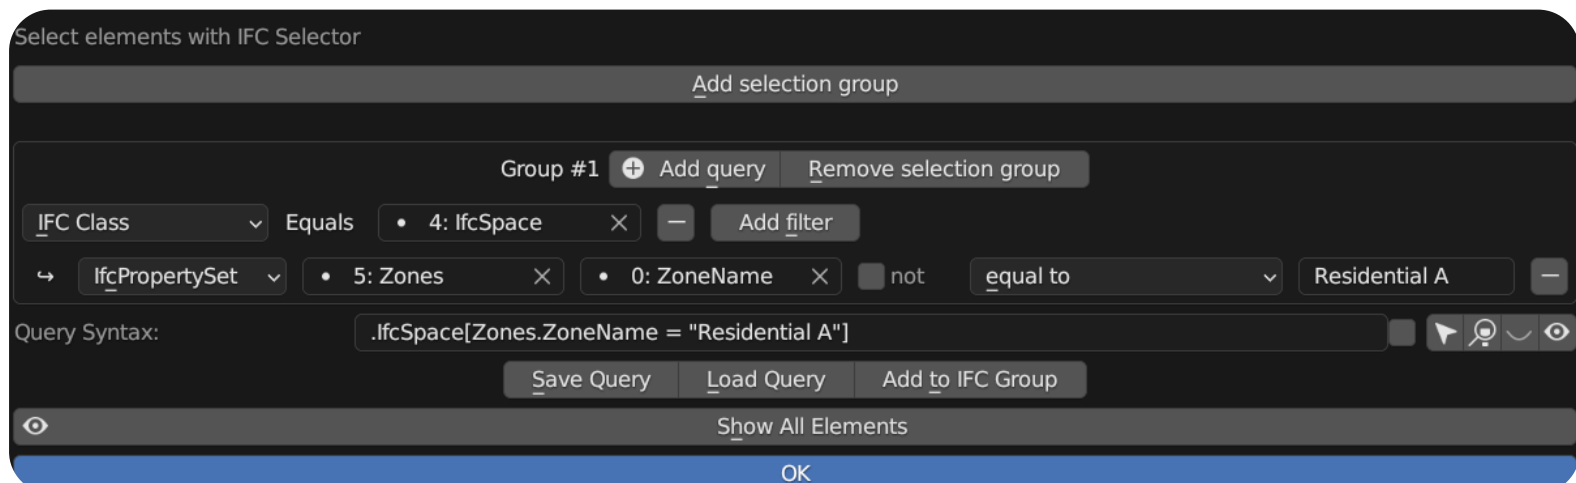 Select elements with IFC Selector
Add selection group
Group #1 Add query Remove selection group
IFC Class Equals • 4: IfcSpace Add filter
IfcPropertySet • 5: Zones • 0: ZoneName not equal to Residential A
Query Syntax: .IfcSpace[Zones.ZoneName = "Residential A"]
Save Query Load Query Add to IFC Group
Show All Elements
OK